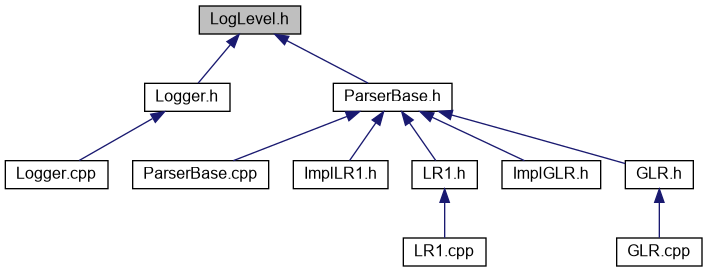 LogLevel.h
Logger.h
ParserBase.h
Logger.cpp
ParserBase.cpp
ImplLR1.h
LR1.h
ImplGLR.h
GLR.h
LR1.cpp
GLR.cpp